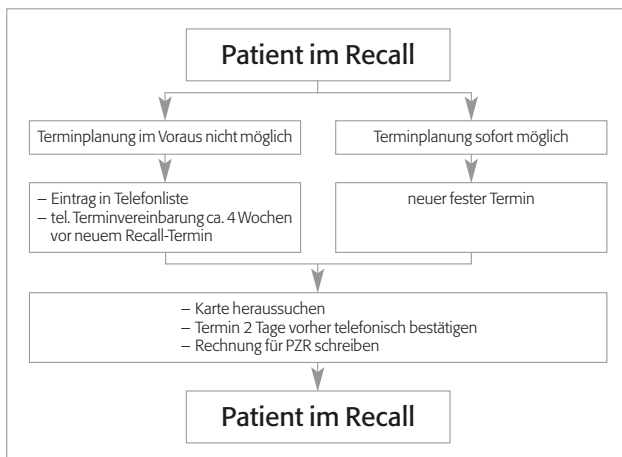 Patient im Recall
Terminplanung im Voraus nicht möglich
Terminplanung sofort möglich
– Eintrag in Telefonliste
– tel. Terminvereinbarung ca. 4 Wochen
vor neuem Recall-Termin
neuer fester Termin
– Karte heraussuchen
– Termin 2 Tage vorher telefonisch bestätigen
– Rechnung für PZR schreiben
Patient im Recall